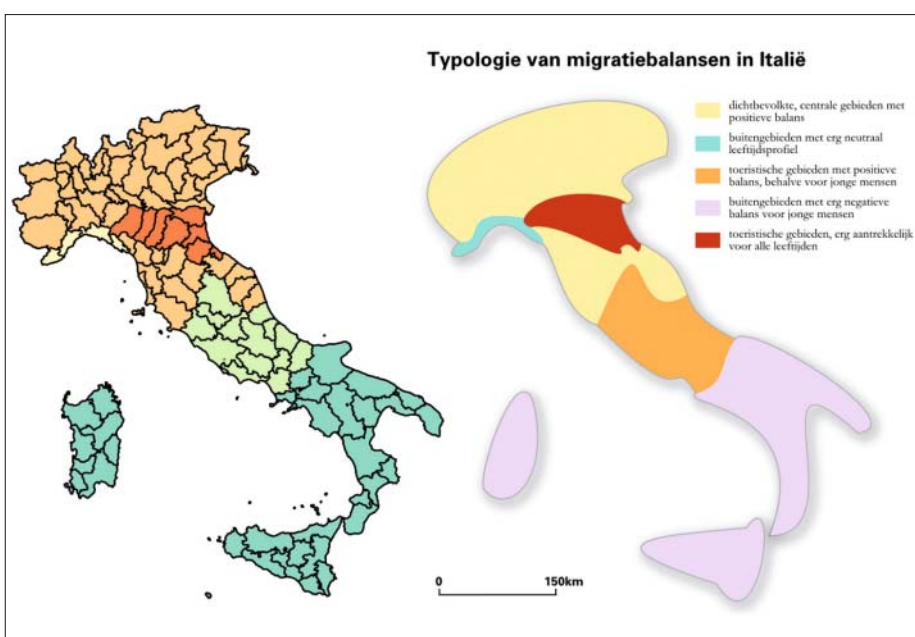 Typologie van migratiebalansen in Italië
dichtbevolkte, centrale gebieden met
positieve balans
buitengebieden met erg neutraal
leeftijdsprofiel
toeristische gebieden met positieve
balans, behalve voor jonge mensen
buitengebieden met erg negatieve
balans voor jonge mensen
toeristische gebieden, erg aantrekkelijk
voor alle leeftijden
0 150km